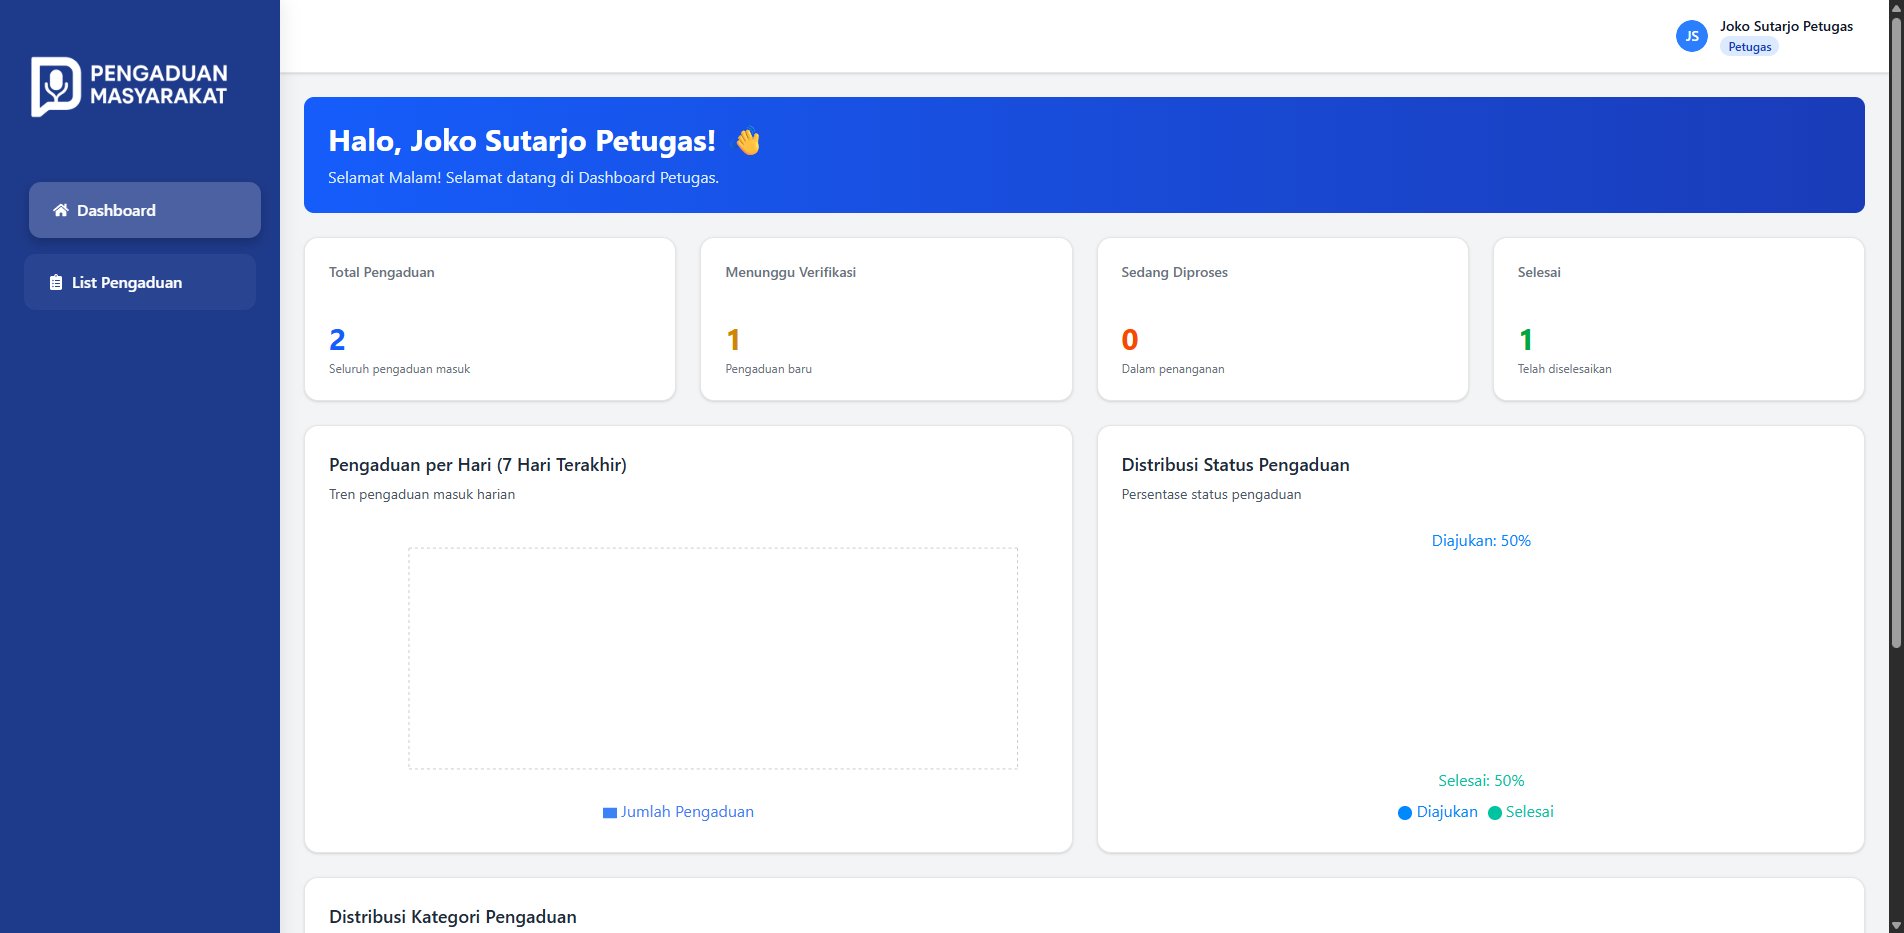 PENGADUAN
MASYARAKAT
Dashboard
List Pengaduan
JS
Joko Sutarjo Petugas
Petugas
Halo, Joko Sutarjo Petugas! 👋
Selamat Malam! Selamat datang di Dashboard Petugas.
Total Pengaduan
2
Seluruh pengaduan masuk
Menunggu Verifikasi
1
Pengaduan baru
Sedang Diproses
0
Dalam penanganan
Selesai
1
Telah diselesaikan
Pengaduan per Hari (7 Hari Terakhir)
Tren pengaduan masuk harian
Jumlah Pengaduan
Distribusi Status Pengaduan
Persentase status pengaduan
Diajukan: 50%
Selesai: 50%
Diajukan
Selesai
Distribusi Kategori Pengaduan